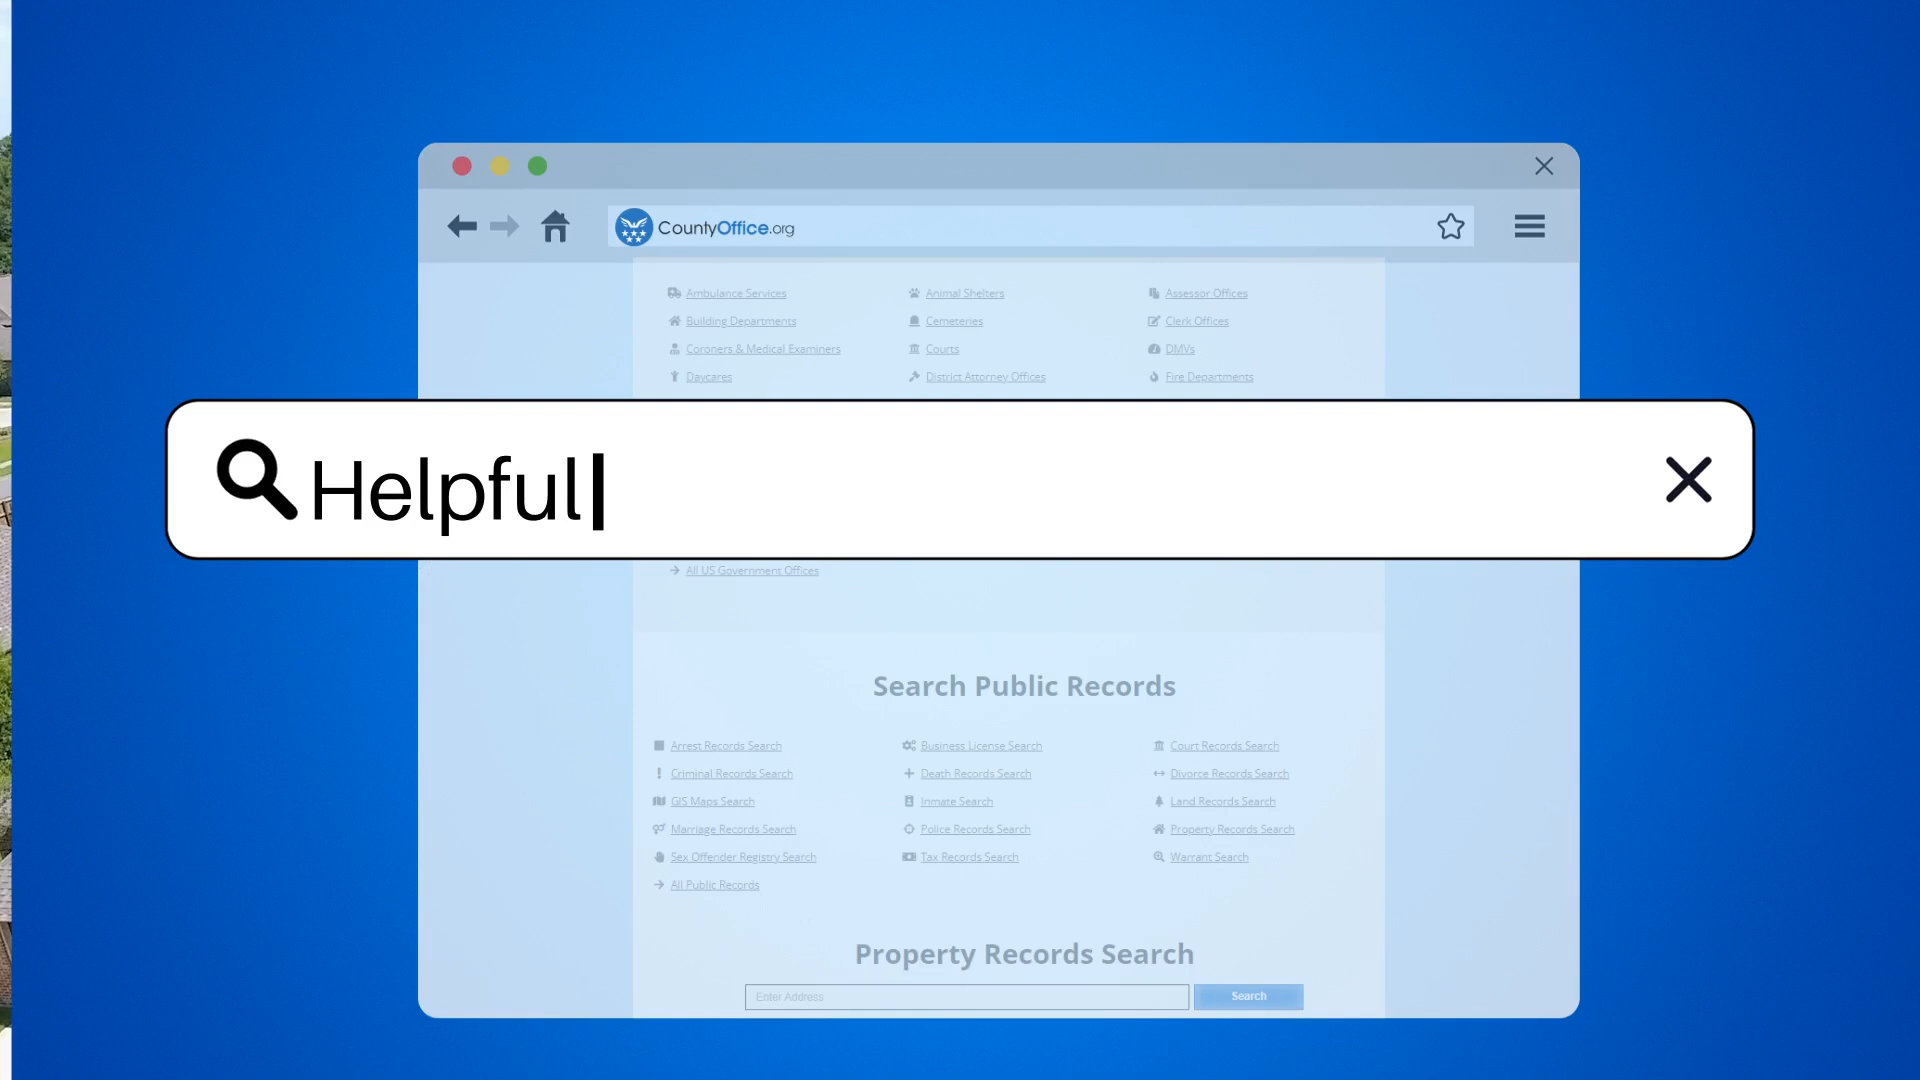 CountyOffice.org
Ambulance Services Animal Shelters Assessor Offices
Building Departments Cemeteries Clerk Offices
Coroners & Medical Examiners Courts DMVs
Daycares District Attorney Offices Fire Departments
Helpful
All US Government Offices
Search Public Records
Arrest Records Search Business License Search Court Records Search
Criminal Records Search Death Records Search Divorce Records Search
GIS Maps Search Inmate Search Land Records Search
Marriage Records Search Police Records Search Property Records Search
Sex Offender Registry Search Tax Records Search Warrant Search
All Public Records
Property Records Search
Enter Address Search